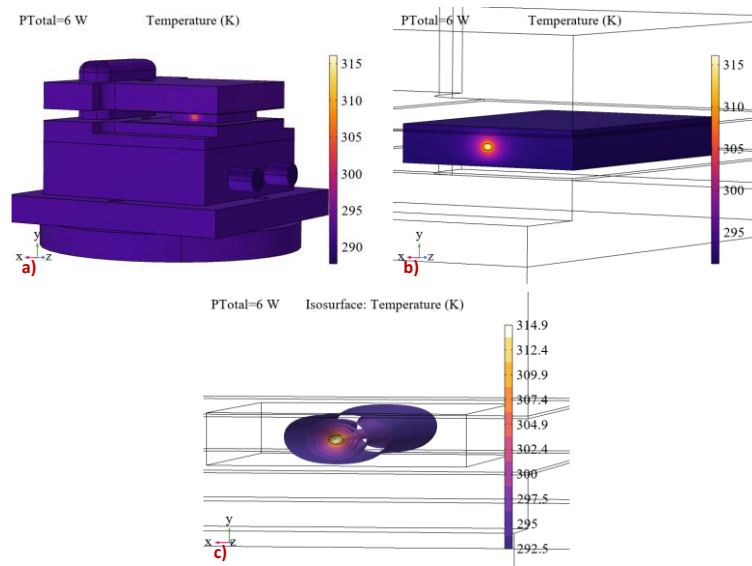 PTotal=6 W Temperature (K)
315
310
305
300
295
290
y
x z
a)
PTotal=6 W Temperature (K)
315
310
305
300
295
y
x z
b)
PTotal=6 W Isosurface: Temperature (K)
314.9
312.4
309.9
307.4
304.9
302.4
300
297.5
295
292.5
y
x z
c)